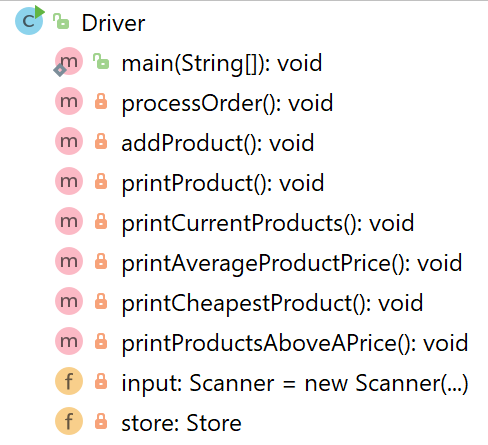 C Driver
m main(String[]): void
m processOrder(): void
m addProduct(): void
m printProduct(): void
m printCurrentProducts(): void
m printAverageProductPrice(): void
m printCheapestProduct(): void
m printProductsAboveAPrice(): void
f input: Scanner = new Scanner(...)
f store: Store